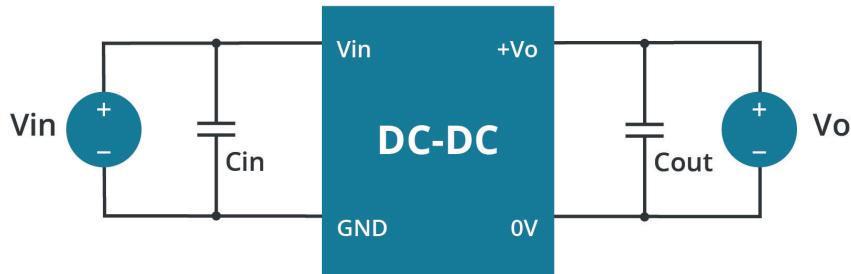 Vin
+Vo
Vin
+
−
Cin
DC-DC
+
−
Cout
Vo
GND
0V